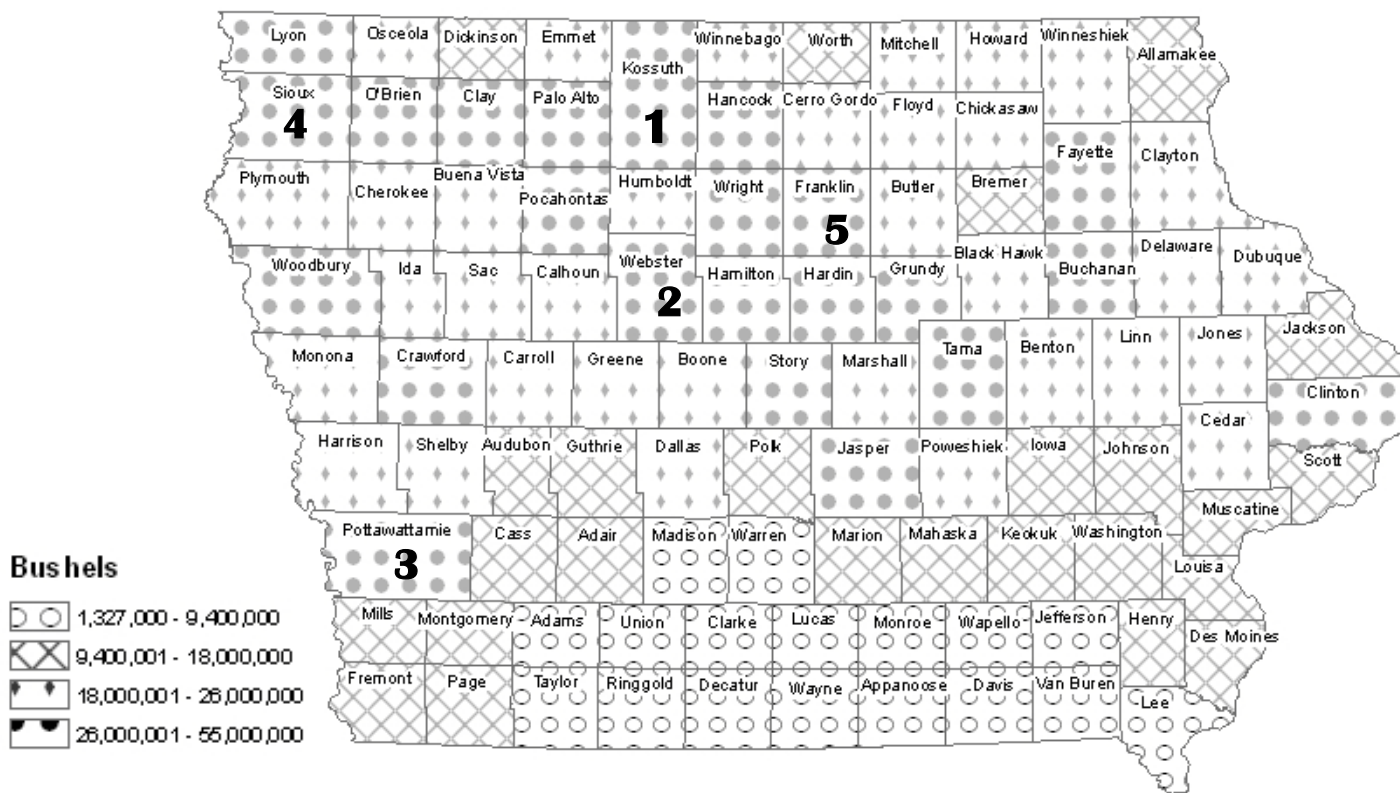 Lyon Osceola Dickinson Emmet Kossuth Winnebago Worth Mitchell Howard Winneshiek Allamakee
Sioux O'Brien Clay Palo Alto Hancock Cerro Gordo Floyd Chickasaw
4 1
Fayette Clayton
Plymouth Cherokee Buena Vista Pocahontas Humboldt Wright Franklin Butler Bremer
5
Woodbury Ida Sac Calhoun Webster Hamilton Hardin Grundy Black Hawk Buchanan Delaware Dubuque
2
Monona Crawford Carroll Greene Boone Story Marshall Tama Benton Linn Jones Jackson
Clinton
Harrison Shelby Audubon Guthrie Dallas Polk Jasper Poweshiek Iowa Johnson Cedar Scott
Muscatine
Pottawattamie Cass Adair Madison Warren Marion Mahaska Keokuk Washington Louisa
3
Bushels
1,327,000 - 9,400,000
9,400,001 - 18,000,000
18,000,001 - 26,000,000
26,000,001 - 55,000,000
Mills Montgomery Adams Union Clarke Lucas Monroe Wapello Jefferson Henry Des Moines
Fremont Page Taylor Ringgold Decatur Wayne Appanoose Davis Van Buren Lee